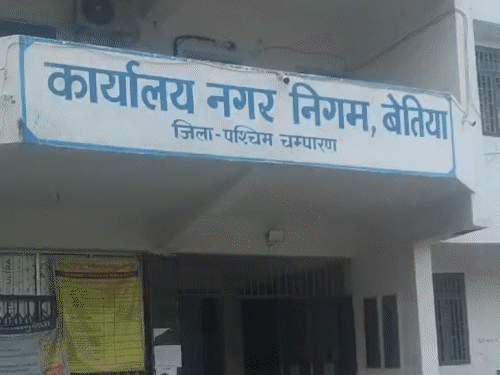 कार्यालय नगर निगम, बेतिया
जिला - पश्चिम चम्पारण